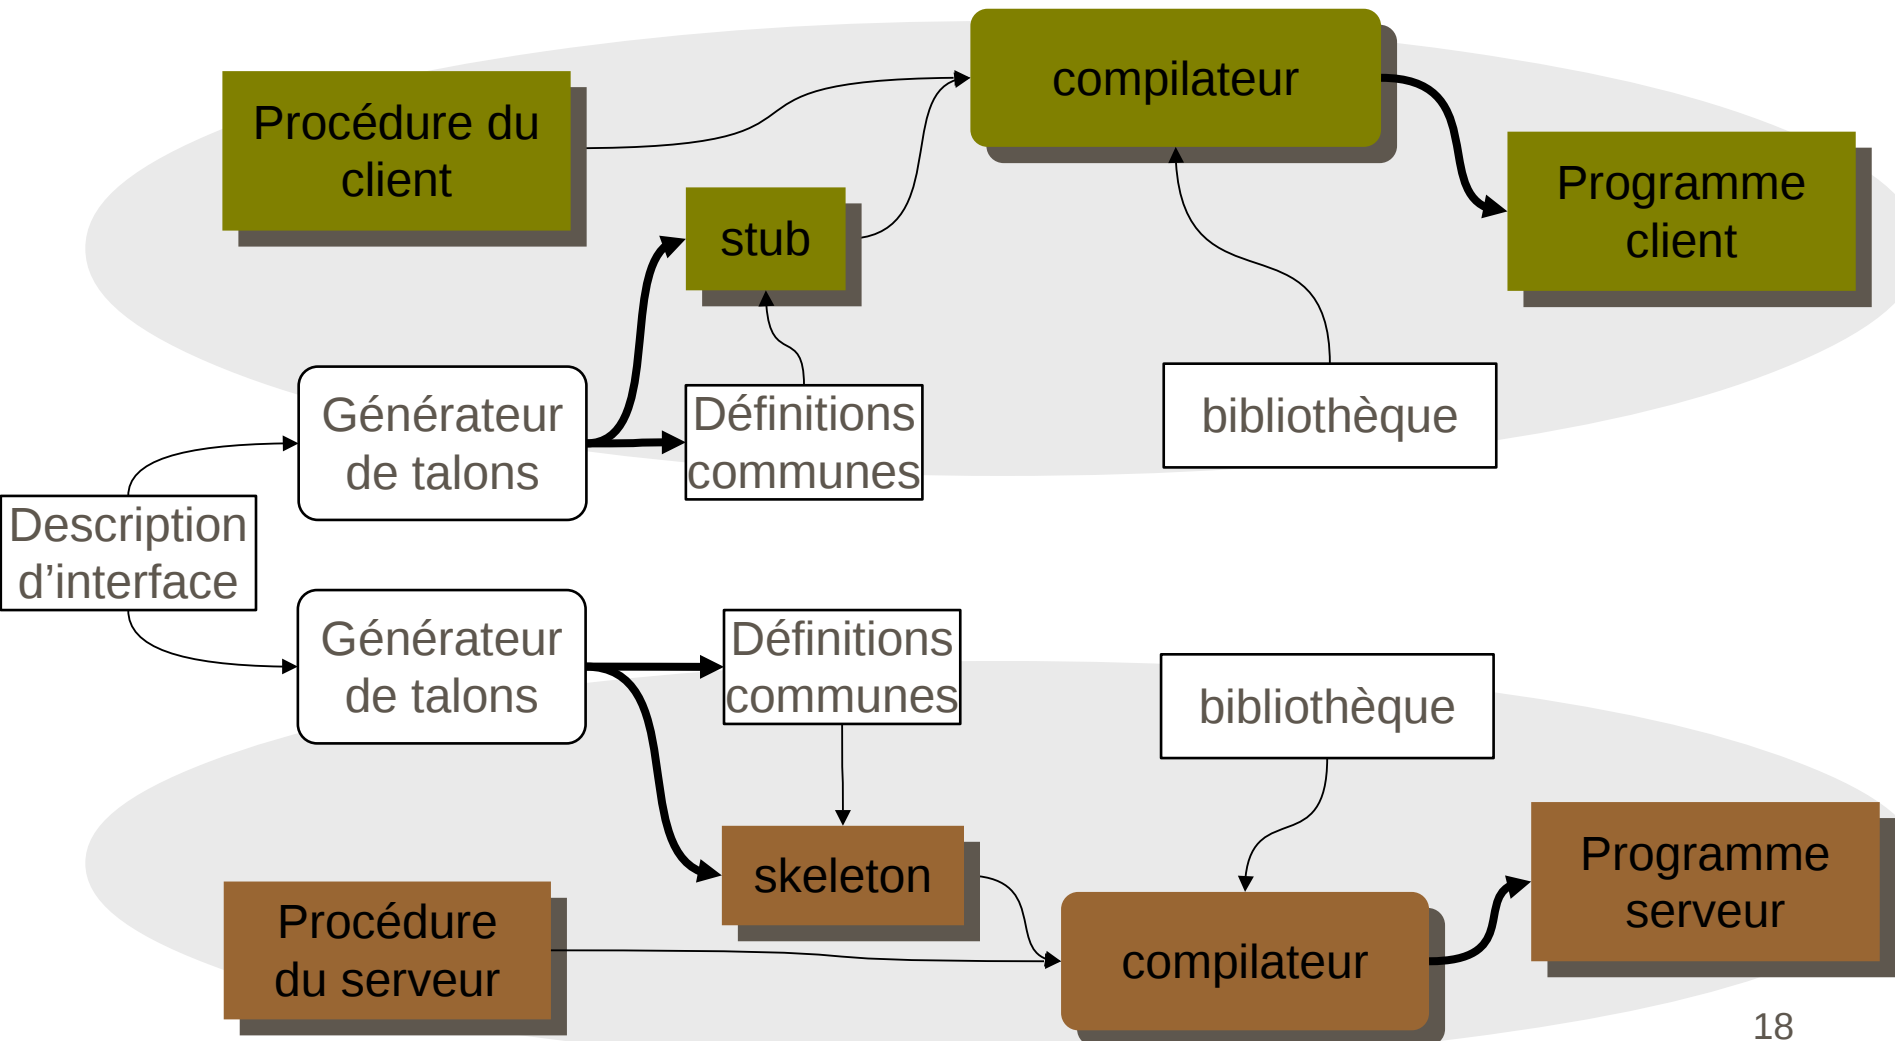 compilateur
Procédure du
client
Programme
client
stub
Générateur
de talons
Définitions
communes
bibliothèque
Description
d’interface
Générateur
de talons
Définitions
communes
bibliothèque
skeleton
Programme
serveur
Procédure
du serveur
compilateur
18